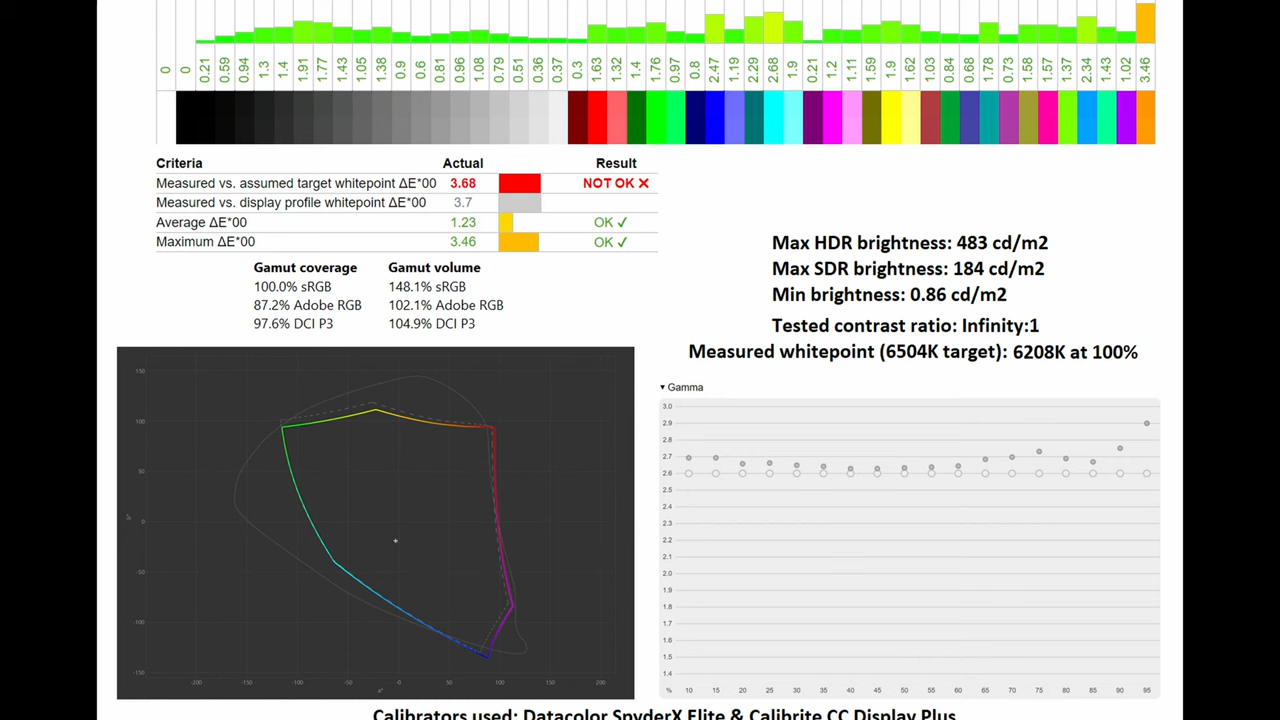 0 0 0.21 0.59 0.94 1.3 1.4 1.91 1.77 1.43 1.05 1.38 0.9 0.6 0.81 0.96 1.08 0.79 0.51 0.36 0.37 0.3 1.63 1.32 1.4 1.76 0.97 0.8 2.47 1.19 2.29 2.68 1.9 0.21 1.2 1.11 1.59 1.9 1.62 1.03 0.84 0.68 1.78 0.73 1.58 1.57 1.37 2.34 1.43 1.02 3.46
Criteria Actual Result
Measured vs. assumed target whitepoint ΔE*00 3.68 NOT OK ✕
Measured vs. display profile whitepoint ΔE*00 3.7
Average ΔE*00 1.23 OK ✓
Maximum ΔE*00 3.46 OK ✓
Gamut coverage Gamut volume
100.0% sRGB 148.1% sRGB
87.2% Adobe RGB 102.1% Adobe RGB
97.6% DCI P3 104.9% DCI P3
Max HDR brightness: 483 cd/m2
Max SDR brightness: 184 cd/m2
Min brightness: 0.86 cd/m2
Tested contrast ratio: Infinity:1
Measured whitepoint (6504K target): 6208K at 100%
150
100
50
0
-50
-100
-150
-200 -150 -100 -50 -0 50 100 150 200
a*
▾ Gamma
3.0
2.9
2.8
2.7
2.6
2.5
2.4
2.3
2.2
2.1
2.0
1.9
1.8
1.7
1.6
1.5
1.4
% 10 15 20 25 30 35 40 45 50 55 60 65 70 75 80 85 90 95
Calibrators used: Datacolor SpyderX Elite & Calibrite CC Display Plus